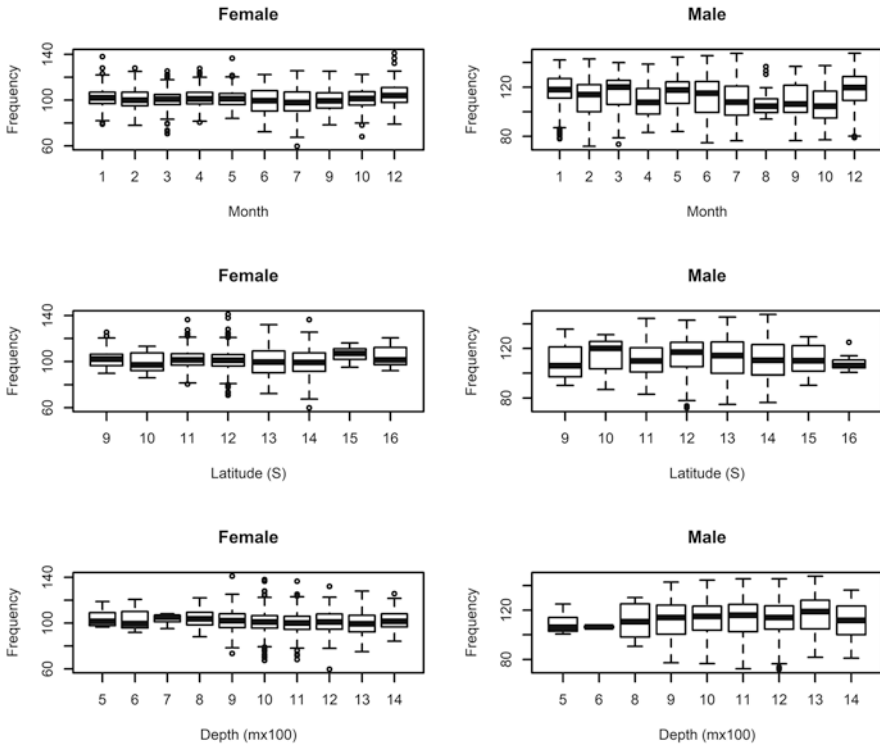 Female
Frequency
140
100
60
1 2 3 4 5 6 7 8 9 10 12
Month
Male
Frequency
120
80
1 2 3 4 5 6 7 8 9 10 12
Month
Female
Frequency
140
100
60
9 10 11 12 13 14 15 16
Latitude (S)
Male
Frequency
120
80
9 10 11 12 13 14 15 16
Latitude (S)
Female
Frequency
140
100
60
5 6 7 8 9 10 11 12 13 14
Depth (mx100)
Male
Frequency
120
80
5 6 8 9 10 11 12 13 14
Depth (mx100)